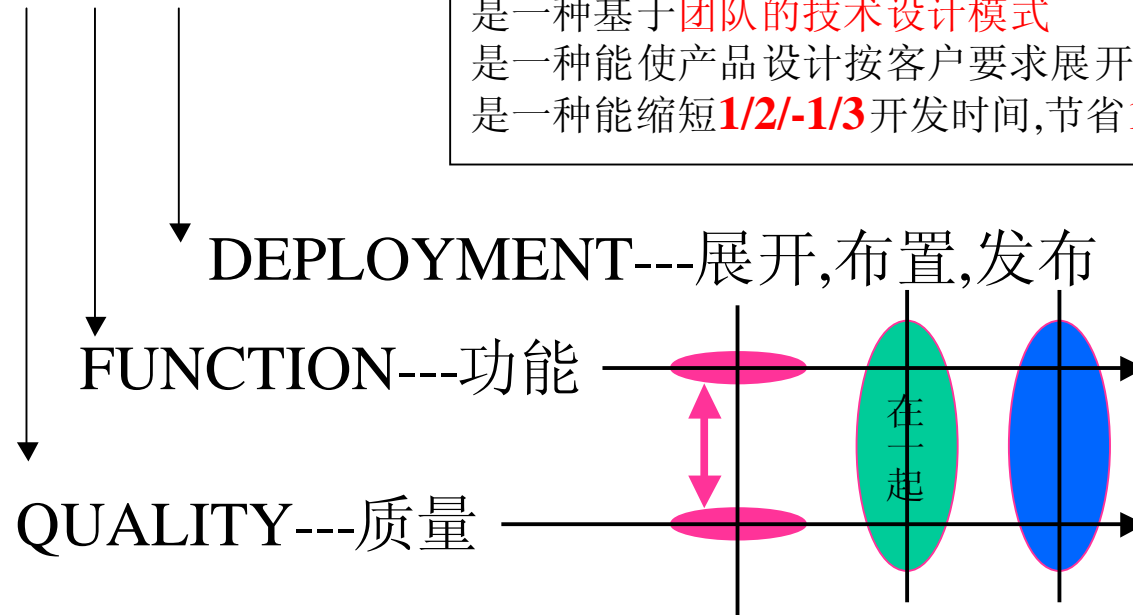 是一种基于团队的技术设计模式
是一种能使产品设计按客户要求展开
是一种能缩短1/2/-1/3开发时间,节省
DEPLOYMENT---展开,布置,发布
FUNCTION---功能
在一起
QUALITY---质量